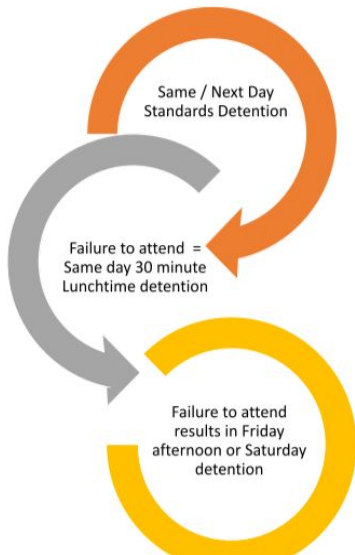 Same / Next Day
Standards Detention
Failure to attend =
Same day 30 minute
Lunchtime detention
Failure to attend
results in Friday
afternoon or Saturday
detention